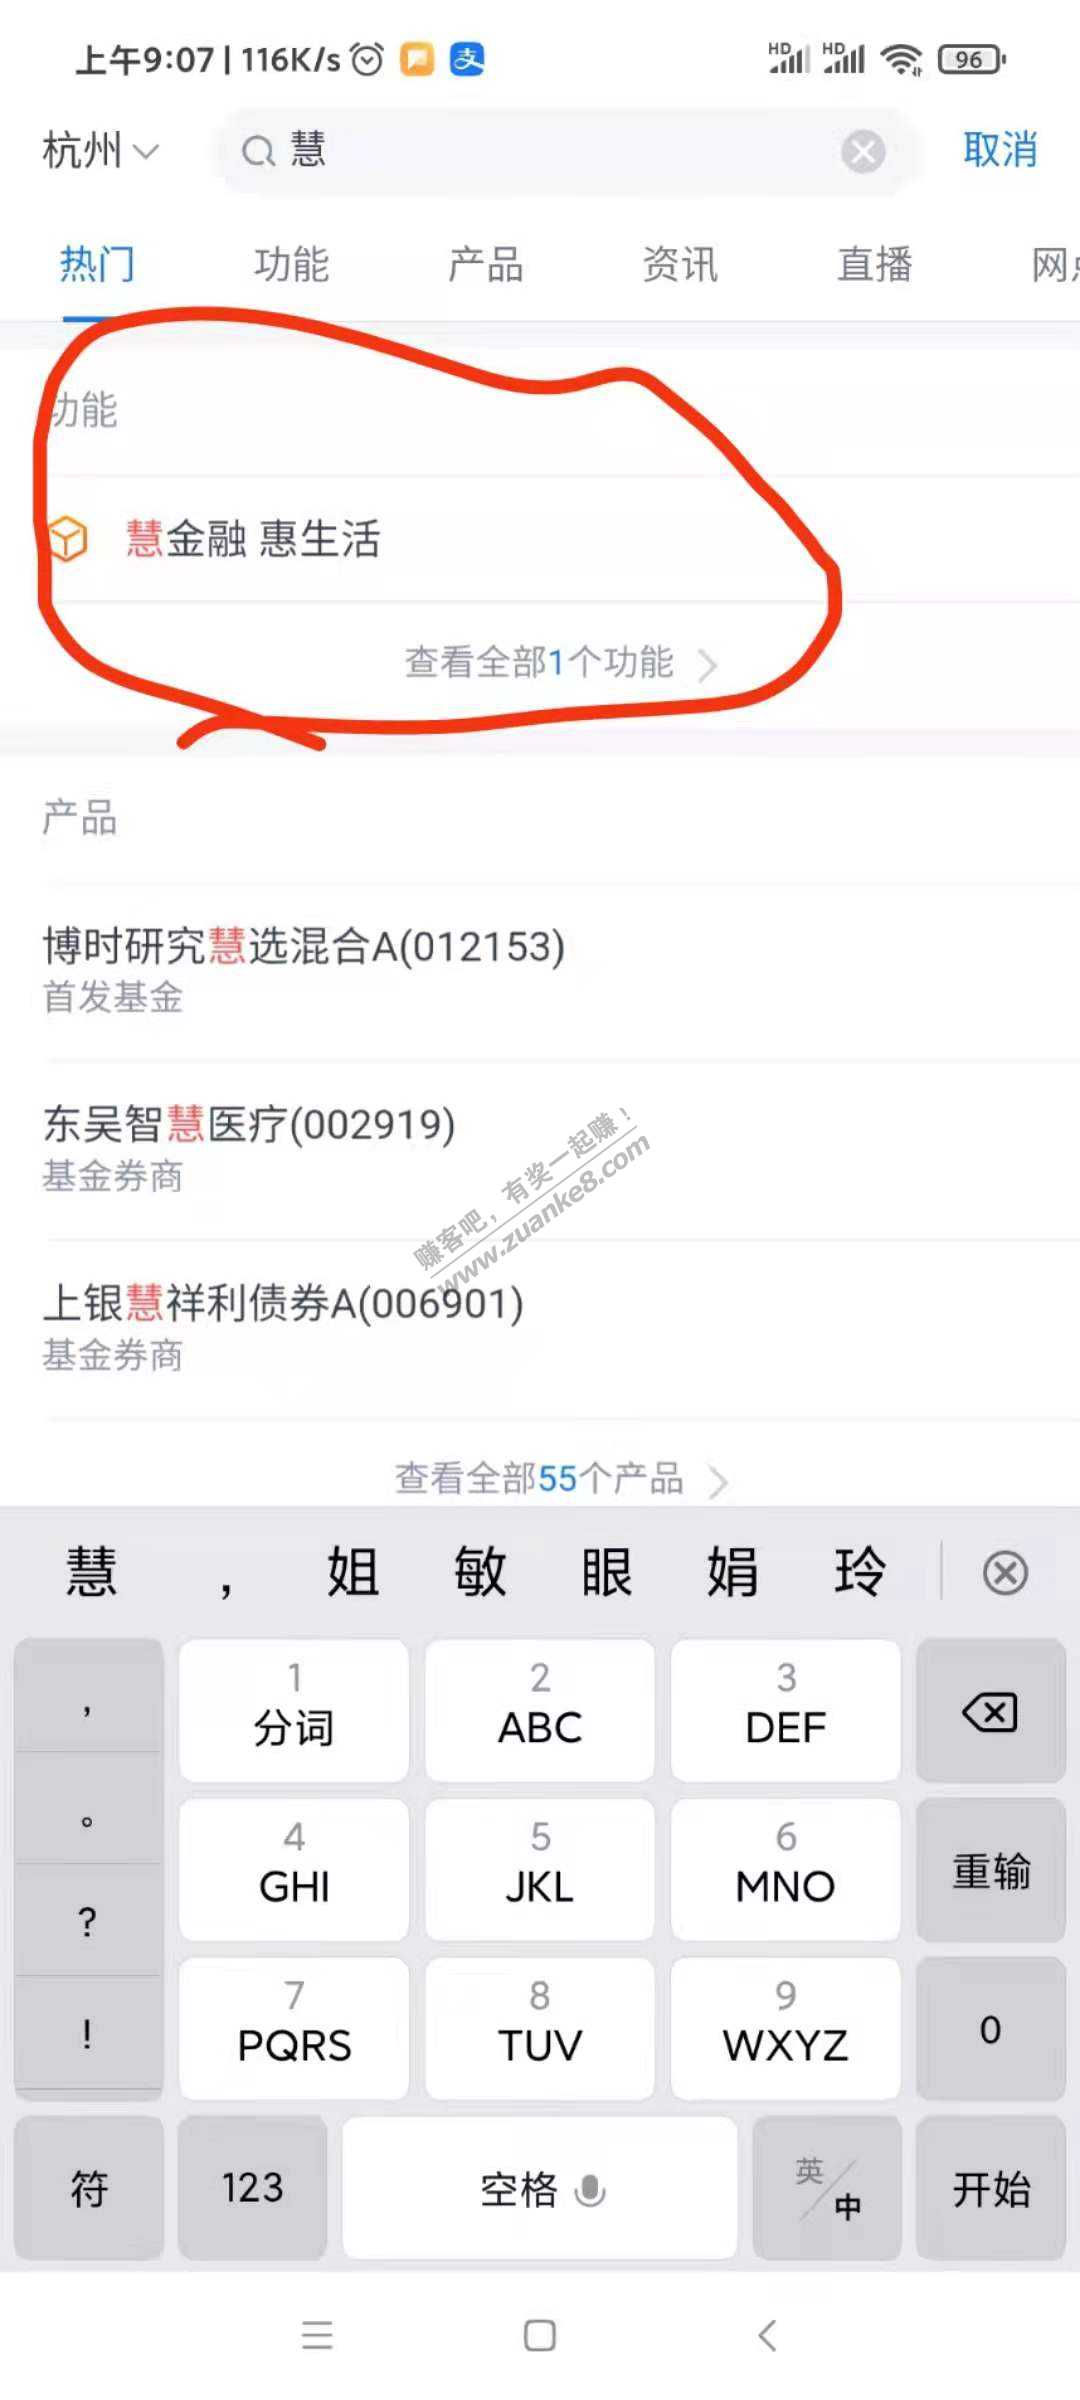 上午9:07 | 116K/s HD HD 96
杭州 慧 取消
热门 功能 产品 资讯 直播 网点
功能
慧金融 惠生活
查看全部1个功能
产品
博时研究慧选混合A(012153)
首发基金
东吴智慧医疗(002919)
基金券商
赚客吧，有奖一起赚！
www.zuanke8.com
上银慧祥利债券A(006901)
基金券商
查看全部55个产品
慧 ， 姐 敏 眼 娟 玲
， 1 2 3
分词 ABC DEF
。 4 5 6
GHI JKL MNO 重输
? 7 8 9
! PQRS TUV WXYZ 0
符 123 空格 英/中 开始